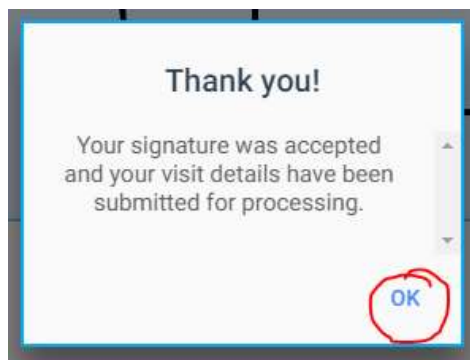 Thank you!
Your signature was accepted
and your visit details have been
submitted for processing.
OK